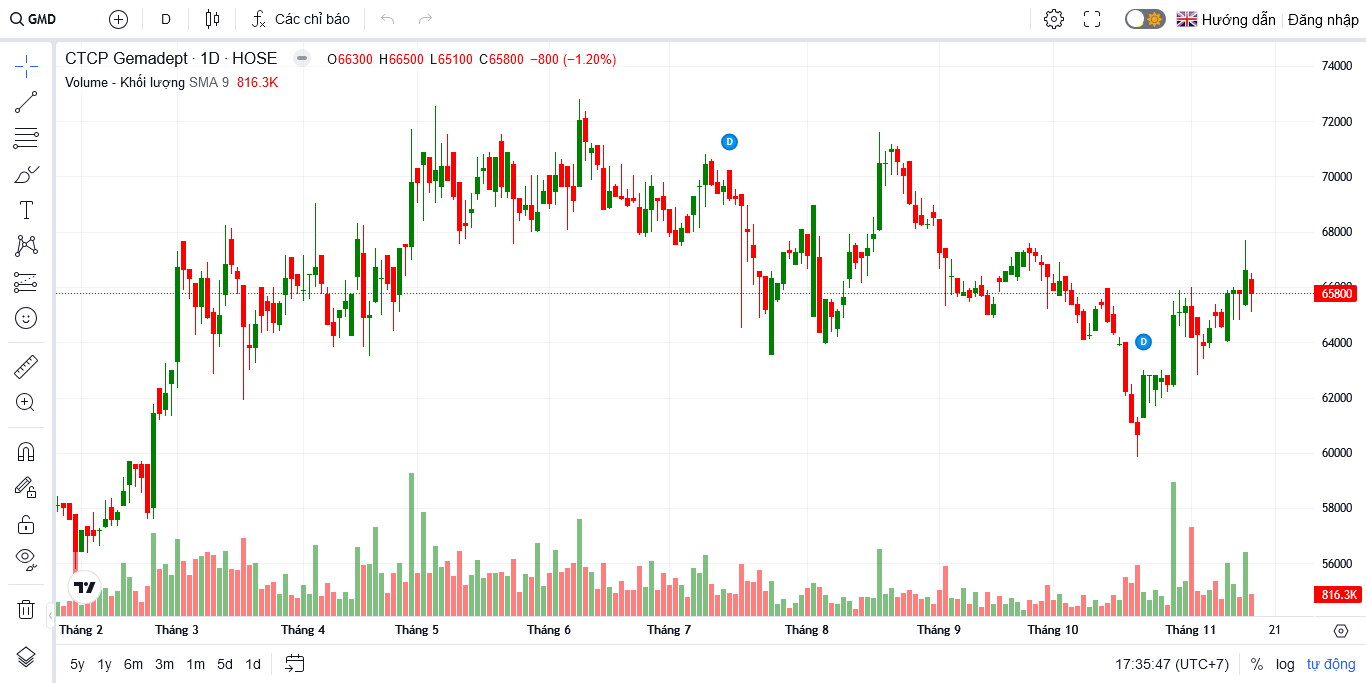 GMD D Các chỉ báo Hướng dẫn Đăng nhập
CTCP Gemadept · 1D · HOSE O66300 H66500 L65100 C65800 −800 (−1.20%)
Volume - Khối lượng SMA 9 816.3K
74000
72000
70000
68000
66000
65800
64000
62000
60000
58000
56000
816.3K
D
D
Tháng 2 Tháng 3 Tháng 4 Tháng 5 Tháng 6 Tháng 7 Tháng 8 Tháng 9 Tháng 10 Tháng 11 21
5y 1y 6m 3m 1m 5d 1d 17:35:47 (UTC+7) % log tự động